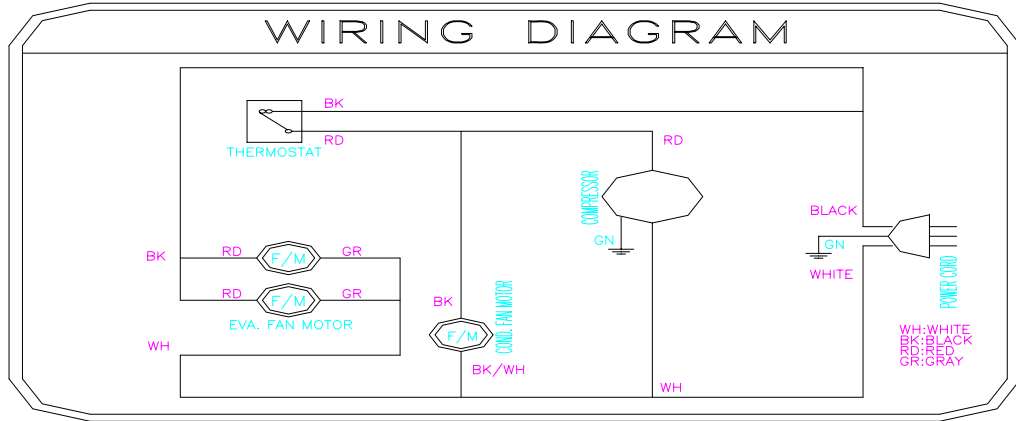 WIRING DIAGRAM
BK
RD
THERMOSTAT
RD
COMPRESSOR
GN
BLACK
GN
WHITE
POWER CORD
BK
RD
F/M
GR
RD
F/M
GR
EVA. FAN MOTOR
WH
BK
F/M
COND. FAN MOTOR
BK/WH
WH
WH:WHITE
BK:BLACK
RD:RED
GR:GRAY